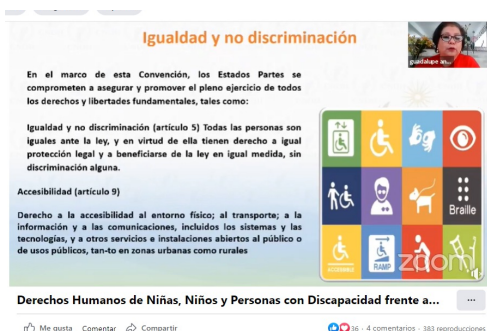 Igualdad y no discriminación
guadalupe an...
En el marco de esta Convención, los Estados Partes se
comprometen a asegurar y promover el pleno ejercicio de todos
los derechos y libertades fundamentales, tales como:
Igualdad y no discriminación (artículo 5) Todas las personas son
iguales ante la ley, y en virtud de ella tienen derecho a igual
protección legal y a beneficiarse de la ley en igual medida, sin
discriminación alguna.
Accesibilidad (artículo 9)
Derecho a la accesibilidad al entorno físico; al transporte; a la
información y a las comunicaciones, incluidos los sistemas y las
tecnologías, y a otros servicios e instalaciones abiertos al público o
de usos públicos, tan-to en zonas urbanas como rurales
Braille
ACCESSIBLE
RAMP
zoom
Derechos Humanos de Niñas, Niños y Personas con Discapacidad frente a...
Me gusta Comentar Compartir
36 · 4 comentarios · 383 reproducciones